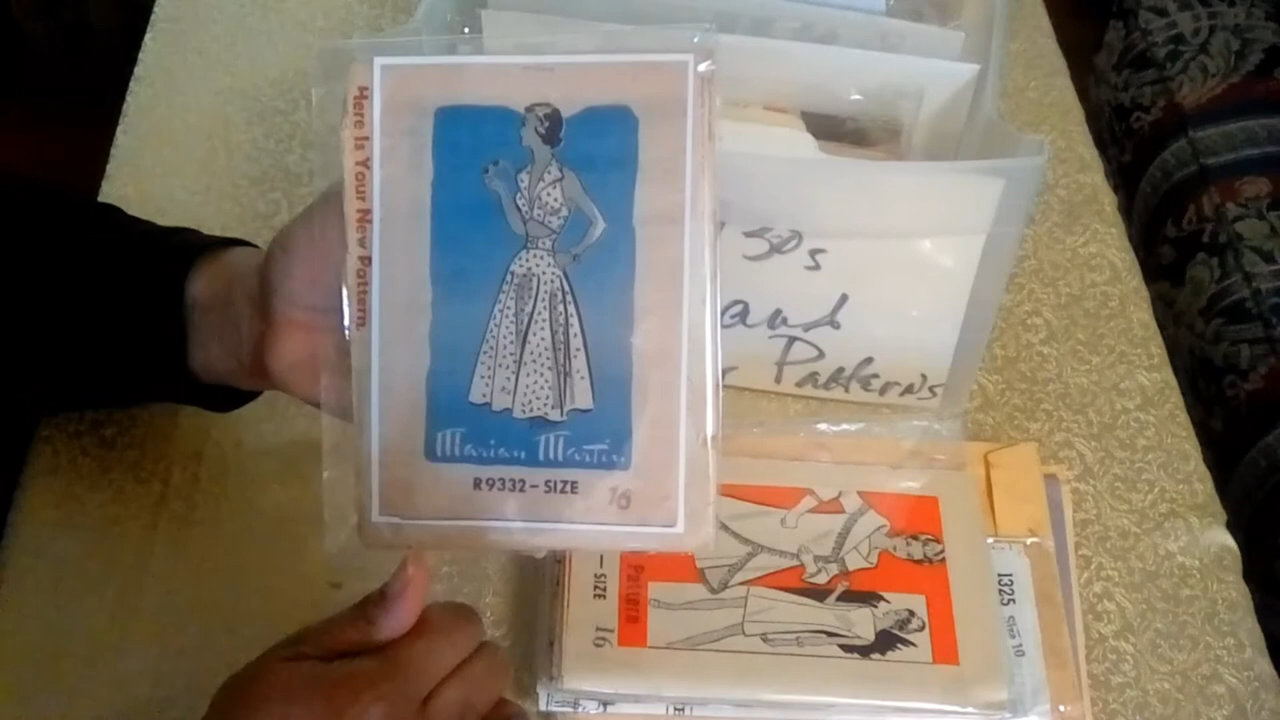 Here Is Your New Pattern.
Marian Martin
R9332-SIZE 16
50s
and
Patterns
Pattern
- SIZE 16
1325 Size 10